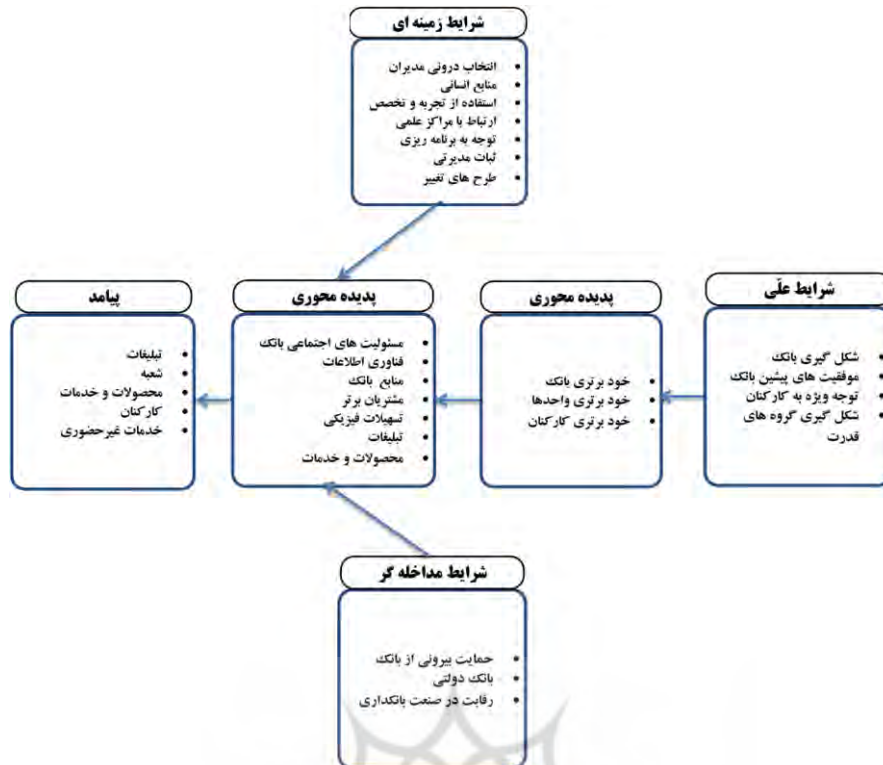 شرایط زمینه ای
انتخاب درونی مدیران
منابع انسانی
استفاده از تجربه و تخصص
ارتباط با مراکز علمی
توجه به برنامه ریزی
ثبات مدیرتی
طرح های تغییر
شرایط علّی
شکل گیری بانک
موفقیت های پیشین بانک
توجه ویژه به کارکنان
شکل گیری گروه های
قدرت
پدیده محوری
خود برتری بانک
خود برتری واحدها
خود برتری کارکنان
پدیده محوری
مسئولیت های اجتماعی بانک
فناوری اطلاعات
منابع بانک
مشتریان برتر
تسهیلات فیزیکی
تبلیغات
محصولات و خدمات
پیامد
تبلیغات
شعبه
محصولات و خدمات
کارکنان
خدمات غیرحضوری
شرایط مداخله گر
حمایت بیرونی از بانک
بانک دولتی
رقابت در صنعت بانکداری